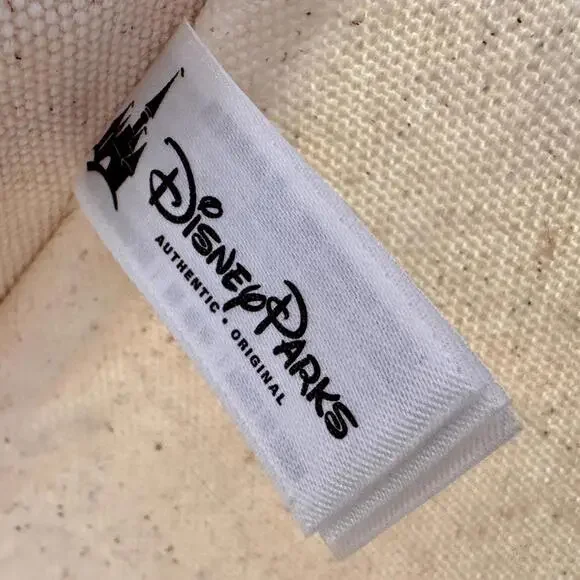 Disney Parks
AUTHENTIC • ORIGINAL